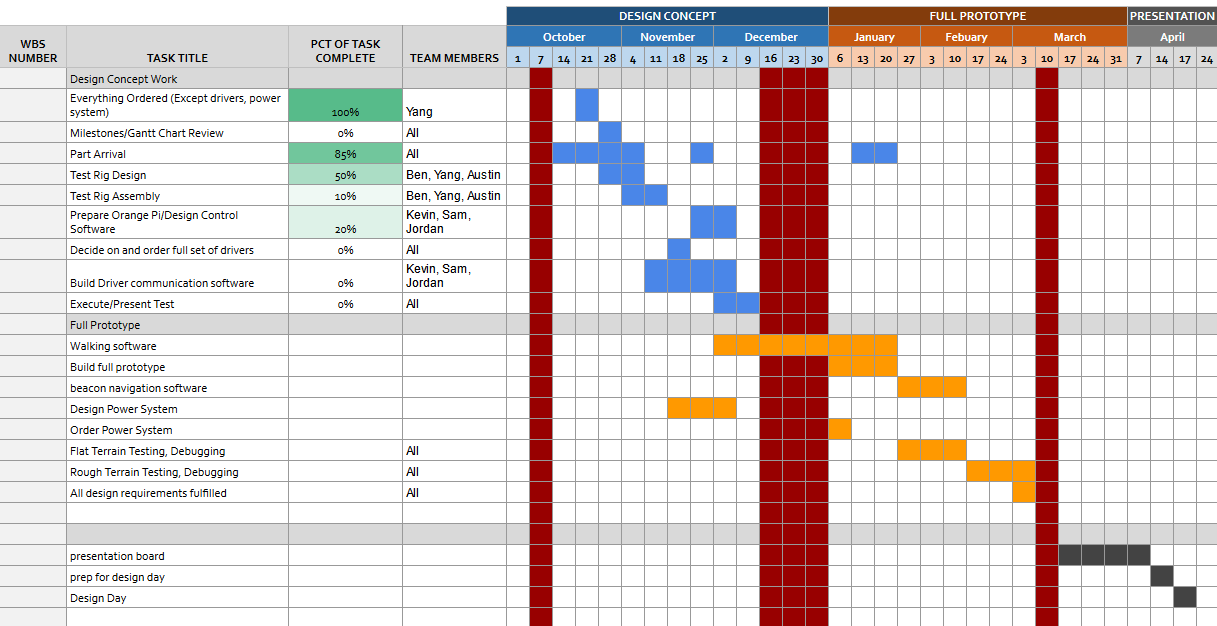 DESIGN CONCEPT FULL PROTOTYPE PRESENTATION
October November December January Febuary March April
WBS NUMBER TASK TITLE PCT OF TASK COMPLETE TEAM MEMBERS 1 7 14 21 28 4 11 18 25 2 9 16 23 30 6 13 20 27 3 10 17 24 3 10 17 24 31 7 14 17 24
Design Concept Work
Everything Ordered (Except drivers, power
system) 100% Yang
Milestones/Gantt Chart Review 0% All
Part Arrival 85% All
Test Rig Design 50% Ben, Yang, Austin
Test Rig Assembly 10% Ben, Yang, Austin
Prepare Orange Pi/Design Control Kevin, Sam,
Software 20% Jordan
Decide on and order full set of drivers 0% All
Kevin, Sam,
Build Driver communication software 0% Jordan
Execute/Present Test 0% All
Full Prototype
Walking software
Build full prototype
beacon navigation software
Design Power System
Order Power System
Flat Terrain Testing, Debugging All
Rough Terrain Testing, Debugging All
All design requirements fulfilled All
presentation board
prep for design day
Design Day